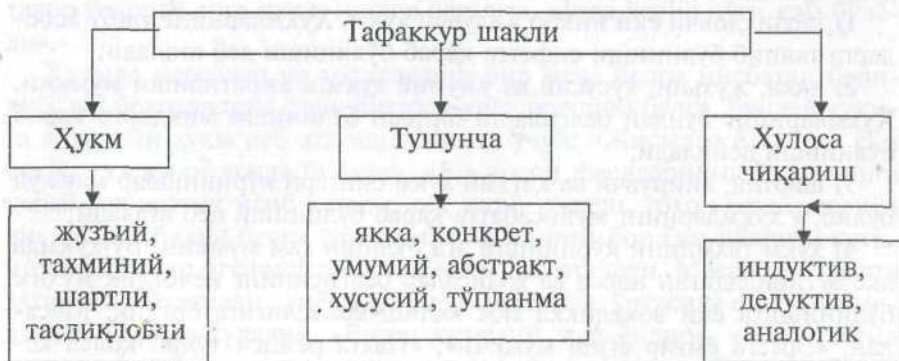 Тафаккур шакли
Ҳукм
Тушунча
Хулоса
чиқариш
жузъий,
тахминий,
шартли,
тасдиқловчи
якка, конкрет,
умумий, абстракт,
хусусий, тўпланма
индуктив,
дедуктив,
аналогик